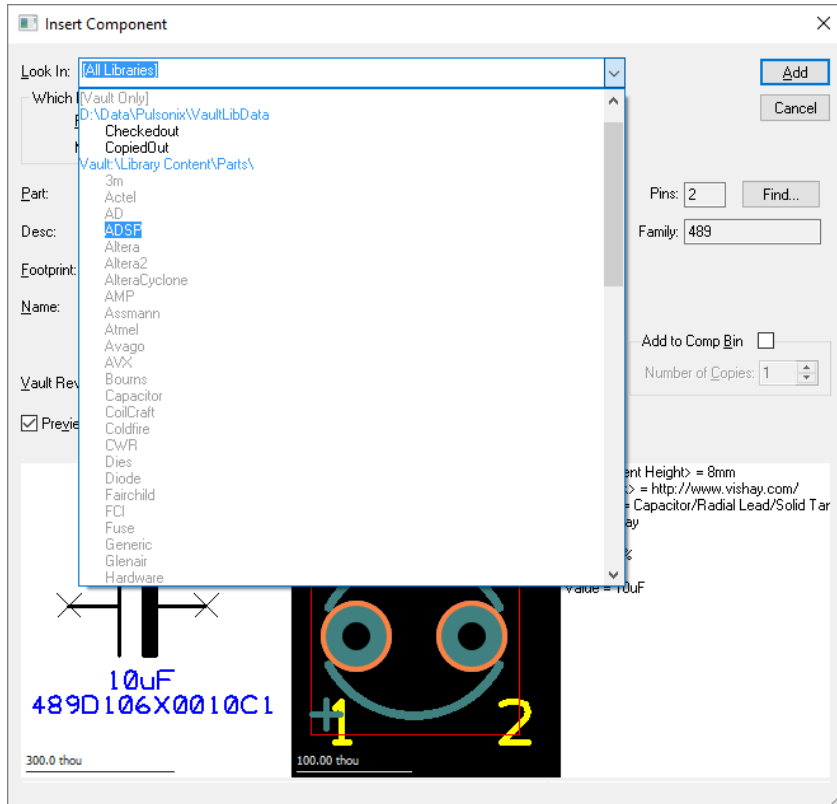 Insert Component
Look In: [All Libraries]
Add
Which
[Vault Only]
Cancel
D:\Data\Pulsonix\VaultLibData
Checkedout
CopiedOut
Vault:\Library Content\Parts\
3m
Part:
Pins: 2
Find...
Actel
AD
Desc:
ADSP
Family: 489
Altera
Footprint:
Altera2
AlteraCyclone
AMP
Name:
Assmann
Atmel
Add to Comp Bin
Avago
AVX
Number of Copies: 1
Vault Rev
Bourns
Capacitor
CoilCraft
Previe
Coldfire
CWR
Dies
Diode
Fairchild
FCI
Fuse
Generic
Glenair
Hardware
ent Height> = 8mm
> = http://www.vishay.com/
= Capacitor/Radial Lead/Solid Tar
ay
%
Value = 10uF
10uF
489D106X0010C1
+1 2
300.0 thou
100.00 thou